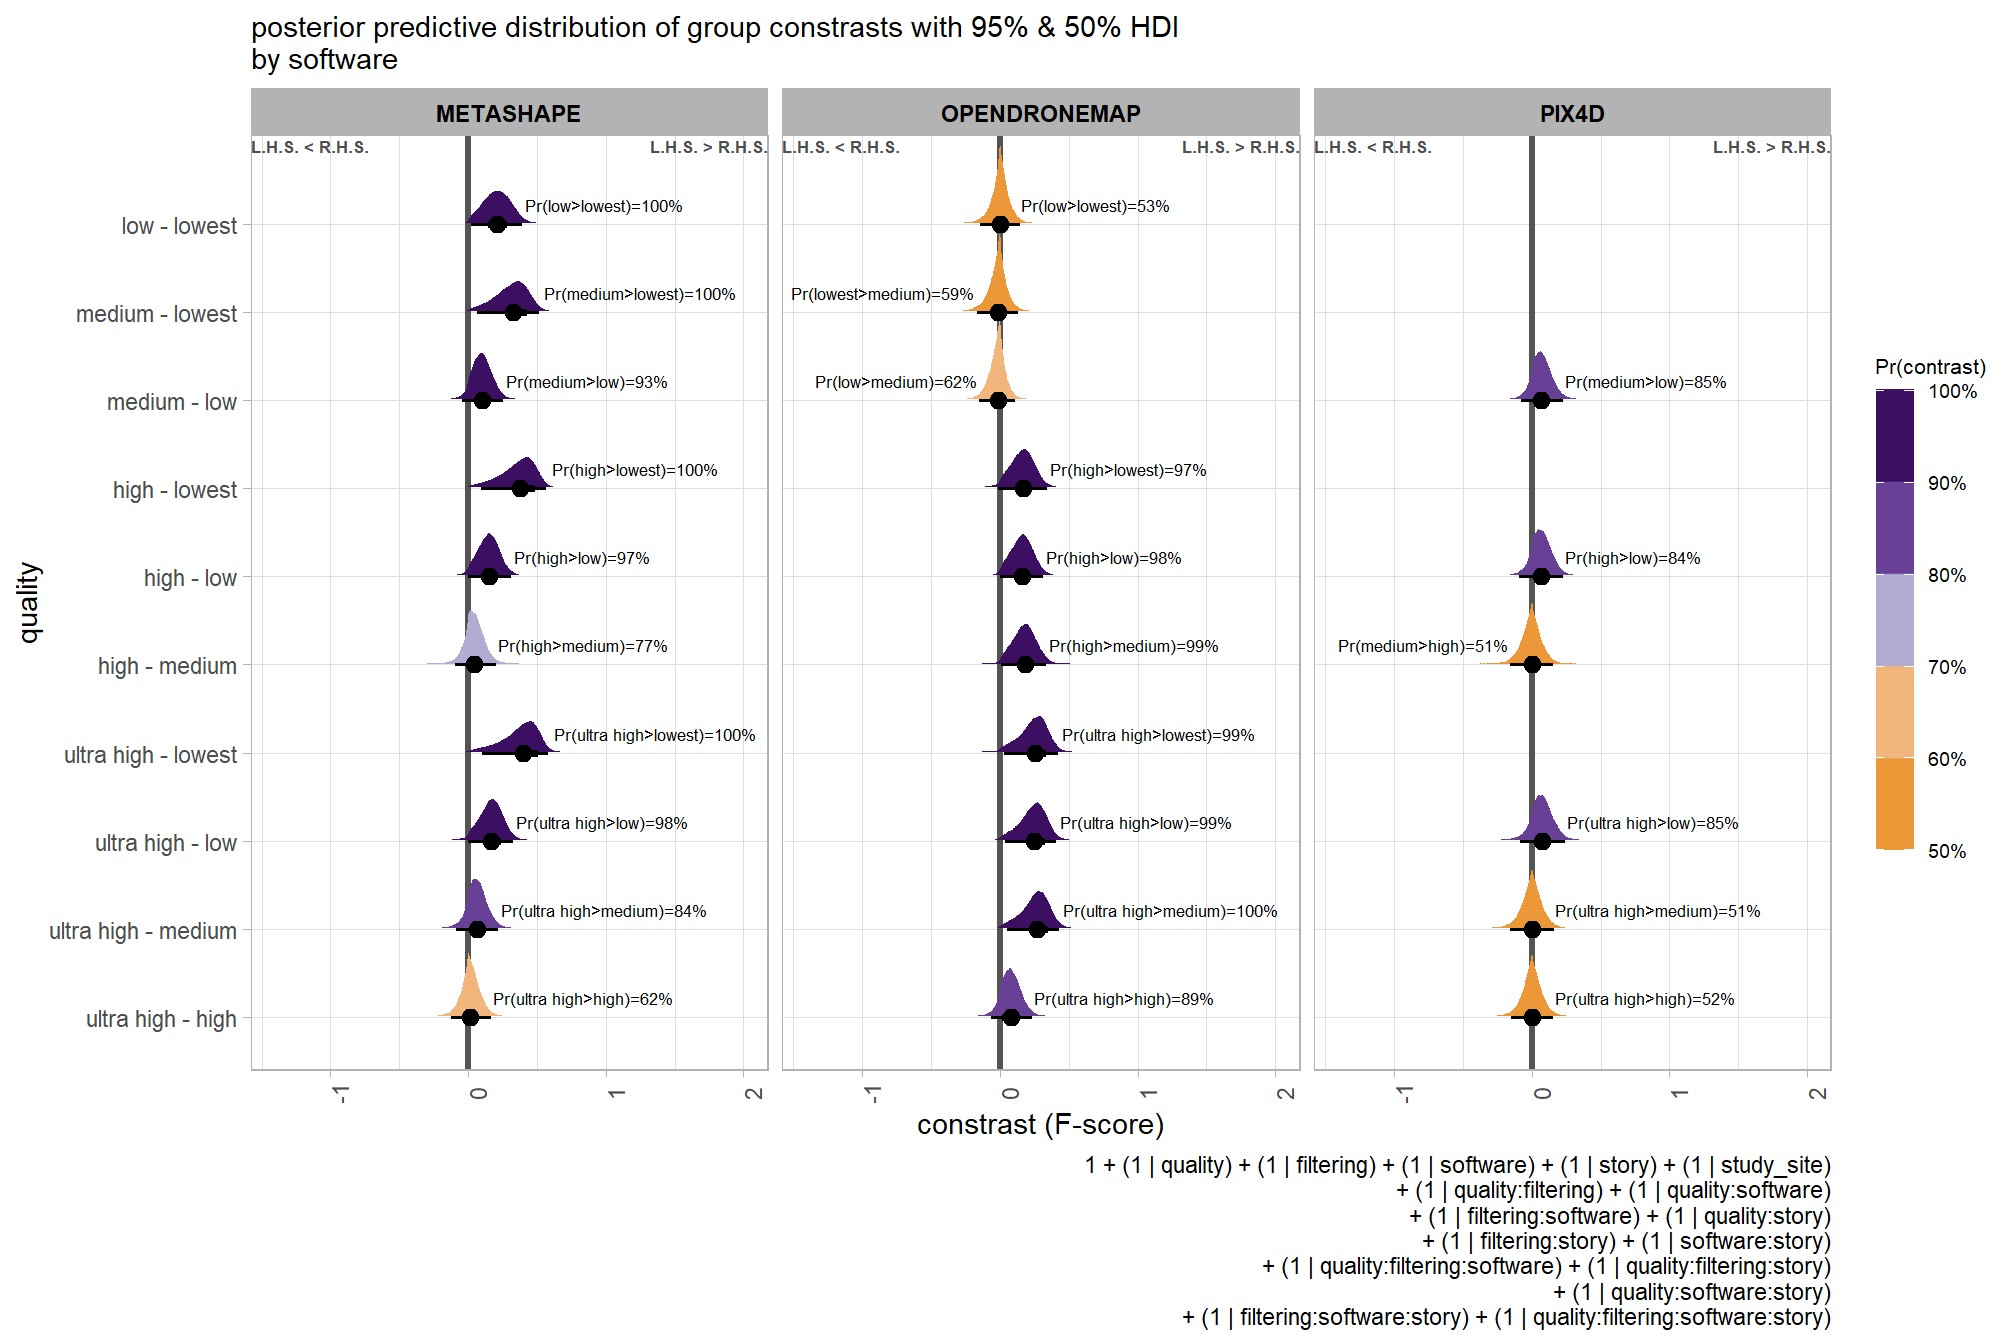 posterior predictive distribution of group constrasts with 95% & 50% HDI
by software
METASHAPE
OPENDRONEMAP
PIX4D
L.H.S. < R.H.S.
L.H.S. > R.H.S.
L.H.S. < R.H.S.
L.H.S. > R.H.S.
L.H.S. < R.H.S.
L.H.S. > R.H.S.
quality
low - lowest
Pr(low>lowest)=100%
Pr(low>lowest)=53%
medium - lowest
Pr(medium>lowest)=100%
Pr(lowest>medium)=59%
medium - low
Pr(medium>low)=93%
Pr(low>medium)=62%
Pr(medium>low)=85%
high - lowest
Pr(high>lowest)=100%
Pr(high>lowest)=97%
high - low
Pr(high>low)=97%
Pr(high>low)=98%
Pr(high>low)=84%
high - medium
Pr(high>medium)=77%
Pr(high>medium)=99%
Pr(medium>high)=51%
ultra high - lowest
Pr(ultra high>lowest)=100%
Pr(ultra high>lowest)=99%
ultra high - low
Pr(ultra high>low)=98%
Pr(ultra high>low)=99%
Pr(ultra high>low)=85%
ultra high - medium
Pr(ultra high>medium)=84%
Pr(ultra high>medium)=100%
Pr(ultra high>medium)=51%
ultra high - high
Pr(ultra high>high)=62%
Pr(ultra high>high)=89%
Pr(ultra high>high)=52%
-1
0
1
2
-1
0
1
2
-1
0
1
2
constrast (F-score)
Pr(contrast)
100%
90%
80%
70%
60%
50%
1 + (1 | quality) + (1 | filtering) + (1 | software) + (1 | story) + (1 | study_site)
+ (1 | quality:filtering) + (1 | quality:software)
+ (1 | filtering:software) + (1 | quality:story)
+ (1 | filtering:story) + (1 | software:story)
+ (1 | quality:filtering:software) + (1 | quality:filtering:story)
+ (1 | quality:software:story)
+ (1 | filtering:software:story) + (1 | quality:filtering:software:story)